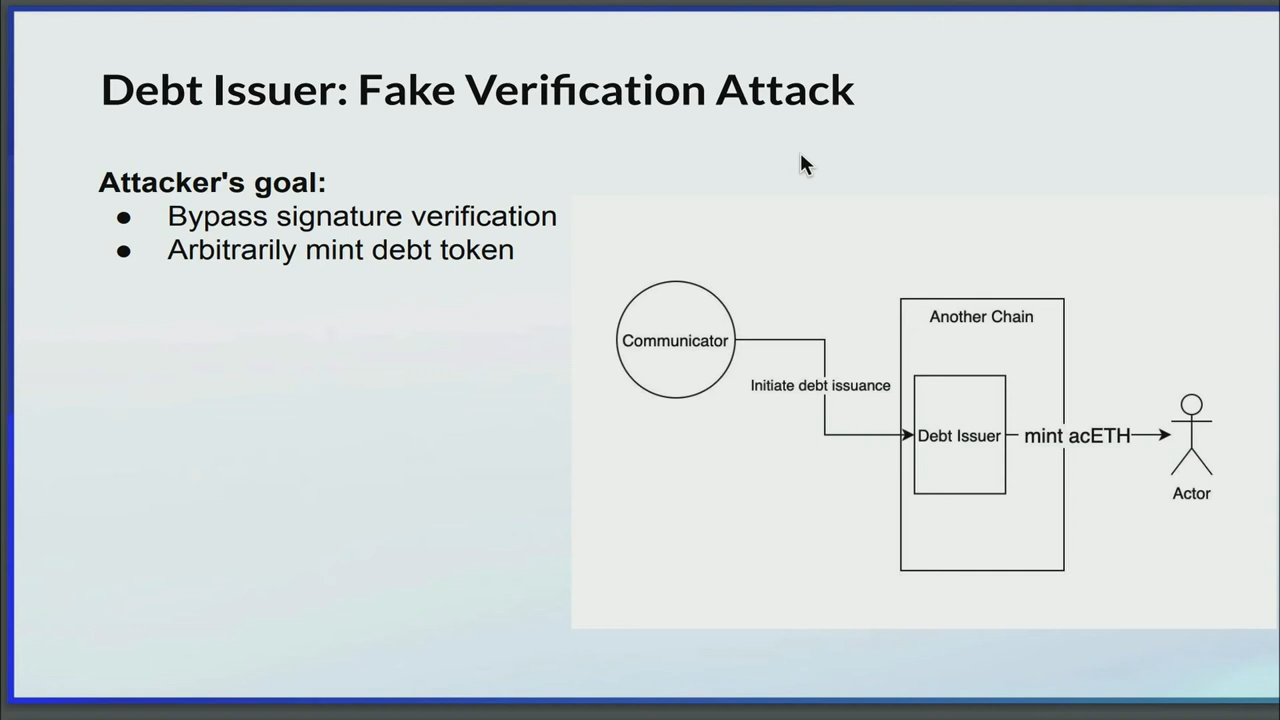 Debt Issuer: Fake Verification Attack
Attacker's goal:
● Bypass signature verification
● Arbitrarily mint debt token
Another Chain
Communicator
Initiate debt issuance
Debt Issuer
mint acETH
Actor